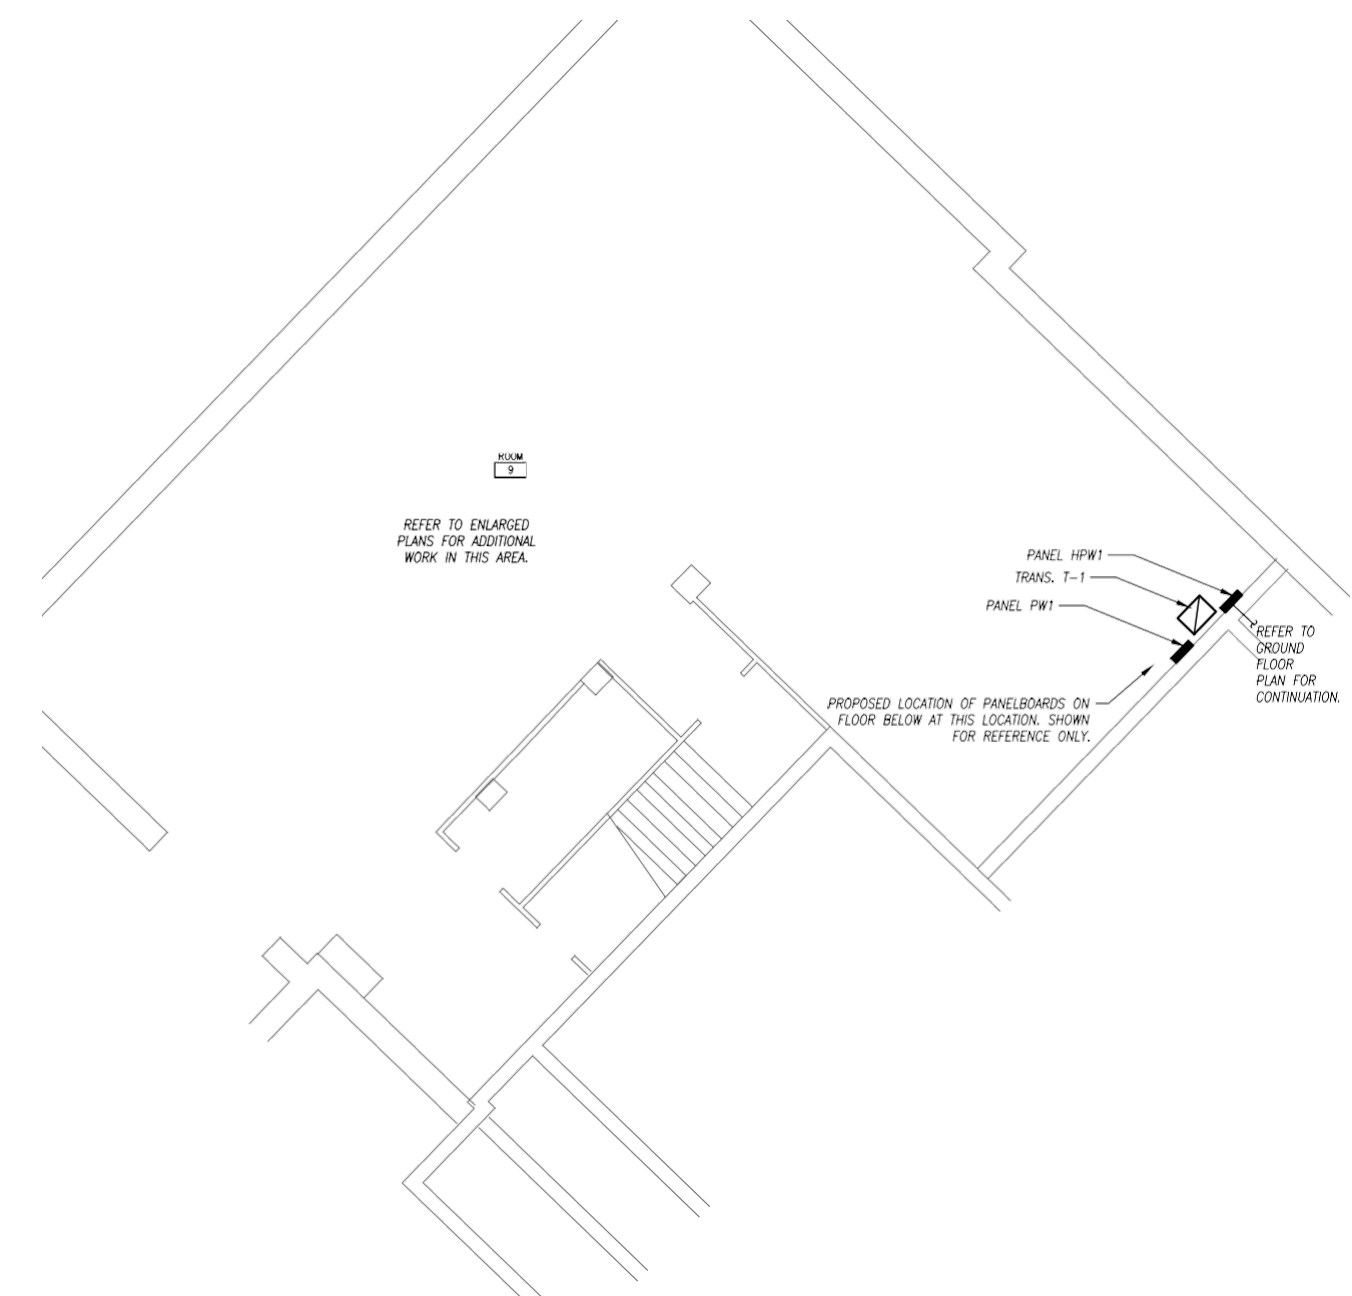 ROOM
9
REFER TO ENLARGED
PLANS FOR ADDITIONAL
WORK IN THIS AREA.
PANEL HPW1
TRANS. T-1
PANEL PW1
REFER TO
GROUND
FLOOR
PLAN FOR
CONTINUATION.
PROPOSED LOCATION OF PANELBOARDS ON
FLOOR BELOW AT THIS LOCATION. SHOWN
FOR REFERENCE ONLY.